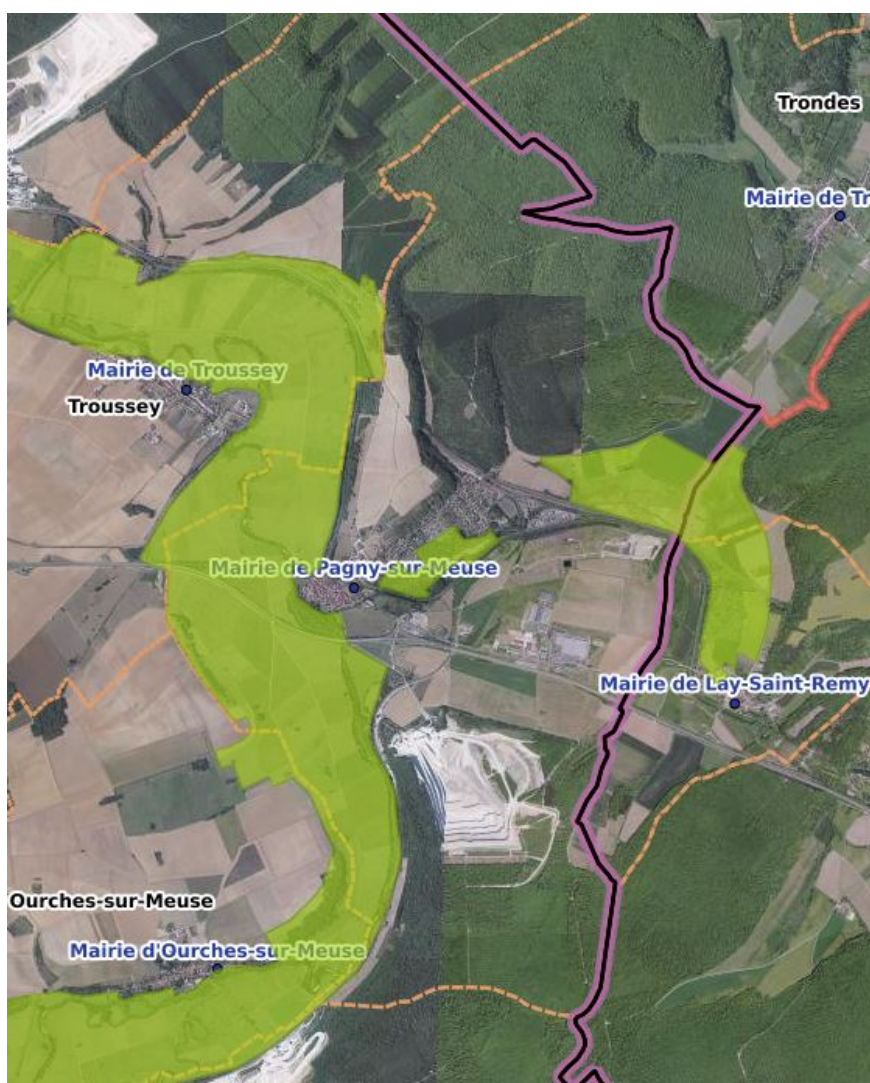 Trondes
Mairie de Tr
Mairie de Troussey
Troussey
Mairie de Pagny-sur-Meuse
Mairie de Lay-Saint-Remy
Ourches-sur-Meuse
Mairie d'Ourches-sur-Meuse